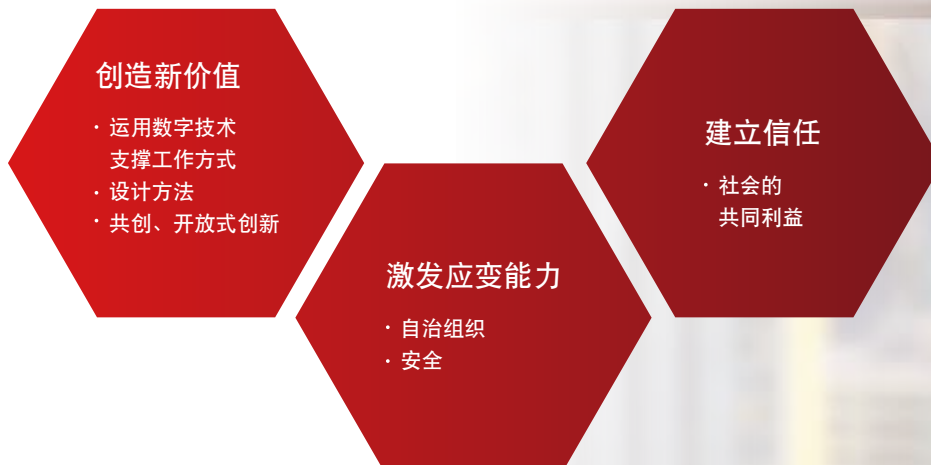 创造新价值
· 运用数字技术
支撑工作方式
· 设计方法
· 共创、开放式创新
激发应变能力
· 自治组织
· 安全
建立信任
· 社会的
共同利益